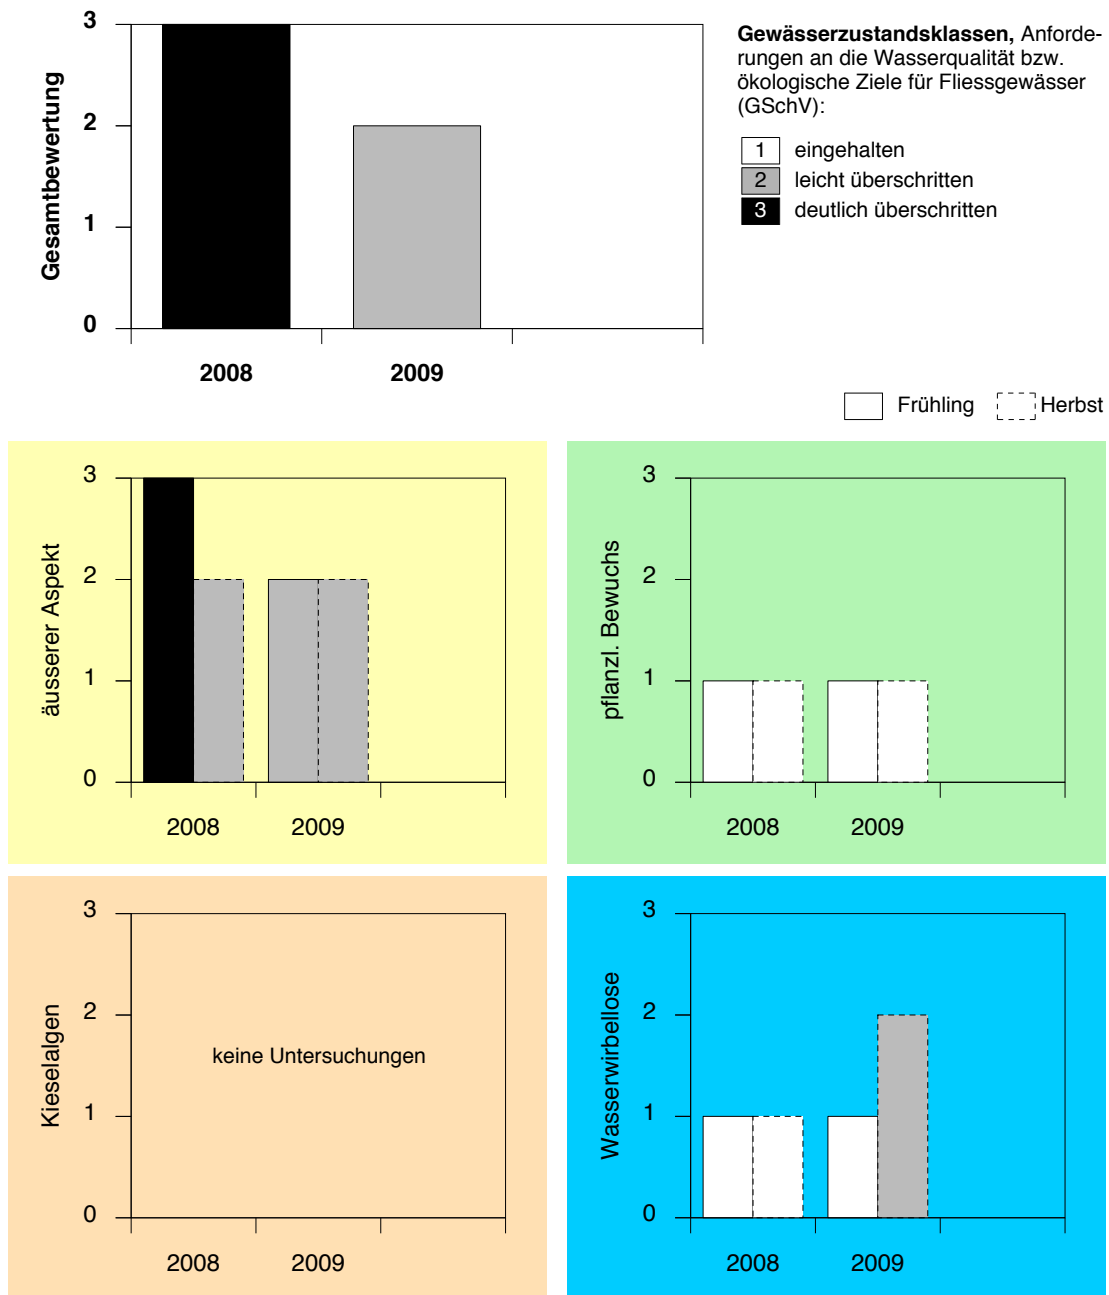 Gesamtbewertung
3
2
1
0
2008 2009
Gewässerzustandsklassen, Anforde-
rungen an die Wasserqualität bzw.
ökologische Ziele für Fliessgewässer
(GSchV):
1 eingehalten
2 leicht überschritten
3 deutlich überschritten
Frühling Herbst
äusserer Aspekt
3
2
1
0
2008 2009
pflanzl. Bewuchs
3
2
1
0
2008 2009
Kieselalgen
3
2
1
0
keine Untersuchungen
2008 2009
Wasserwirbellose
3
2
1
0
2008 2009